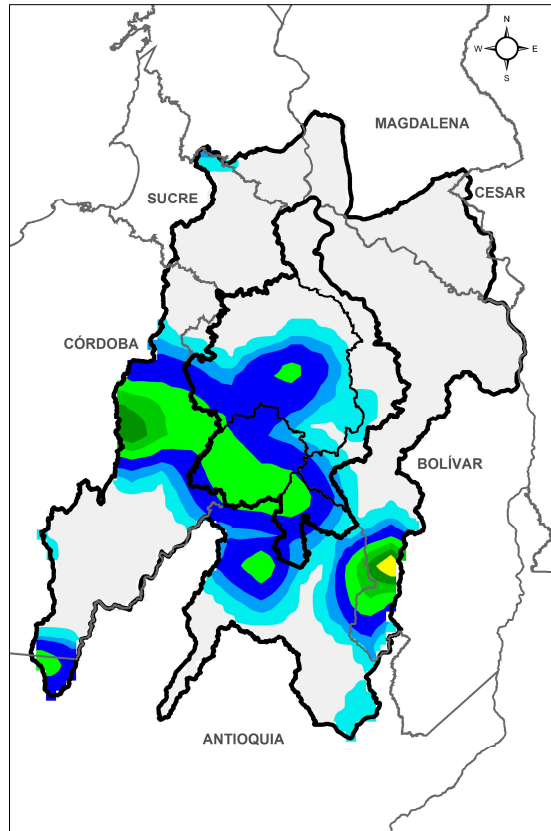 N
W E
S
MAGDALENA
CESAR
SUCRE
CÓRDOBA
BOLÍVAR
ANTIOQUIA